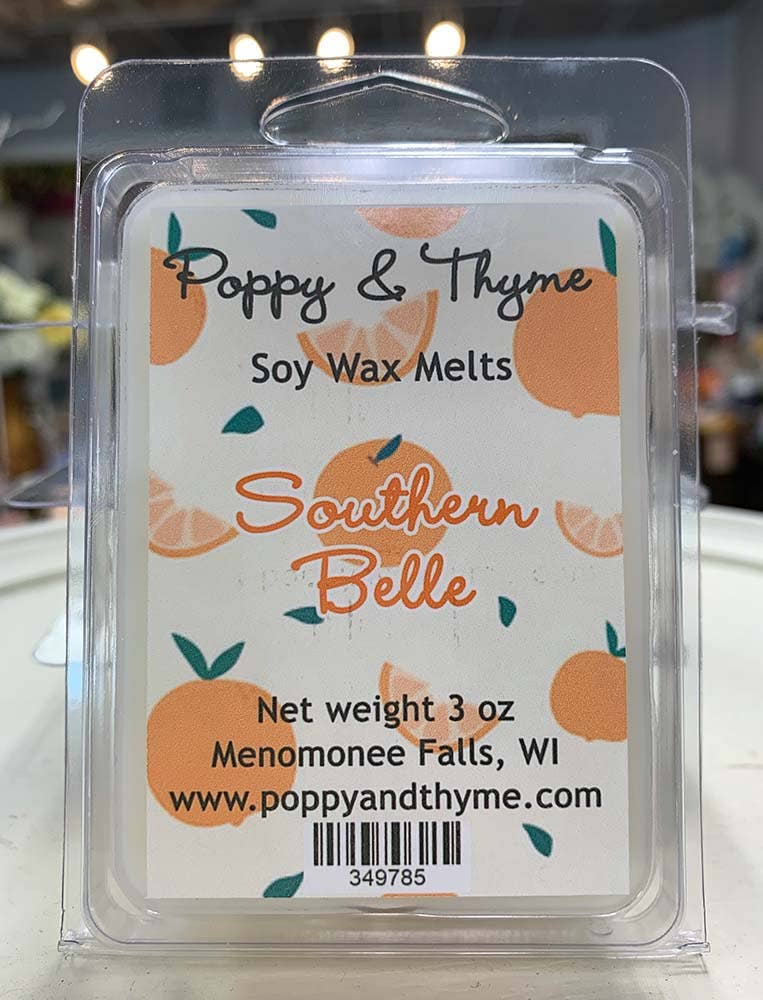 Poppy & Thyme
Soy Wax Melts
Southern
Belle
Net weight 3 oz
Menomonee Falls, WI
www.poppyandthyme.com
349785